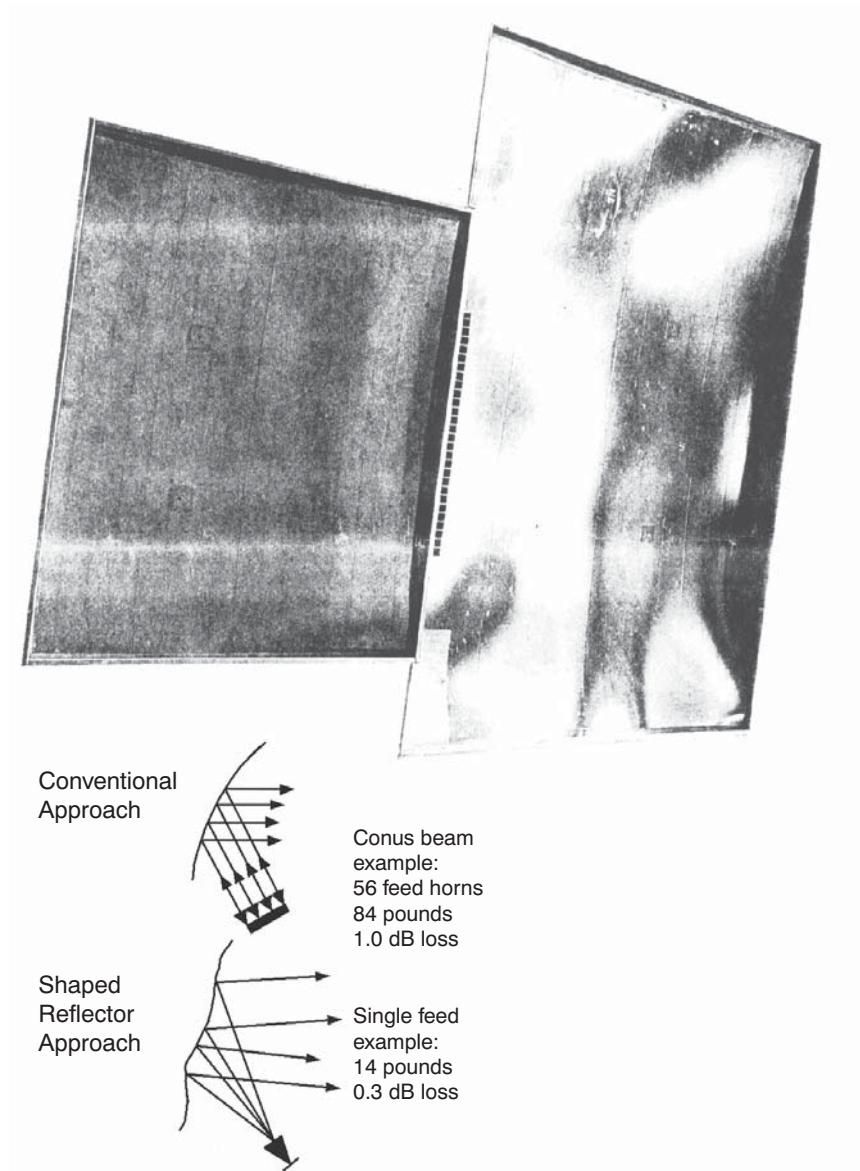 Conventional
Approach
Conus beam
example:
56 feed horns
84 pounds
1.0 dB loss
Shaped
Reflector
Approach
Single feed
example:
14 pounds
0.3 dB loss